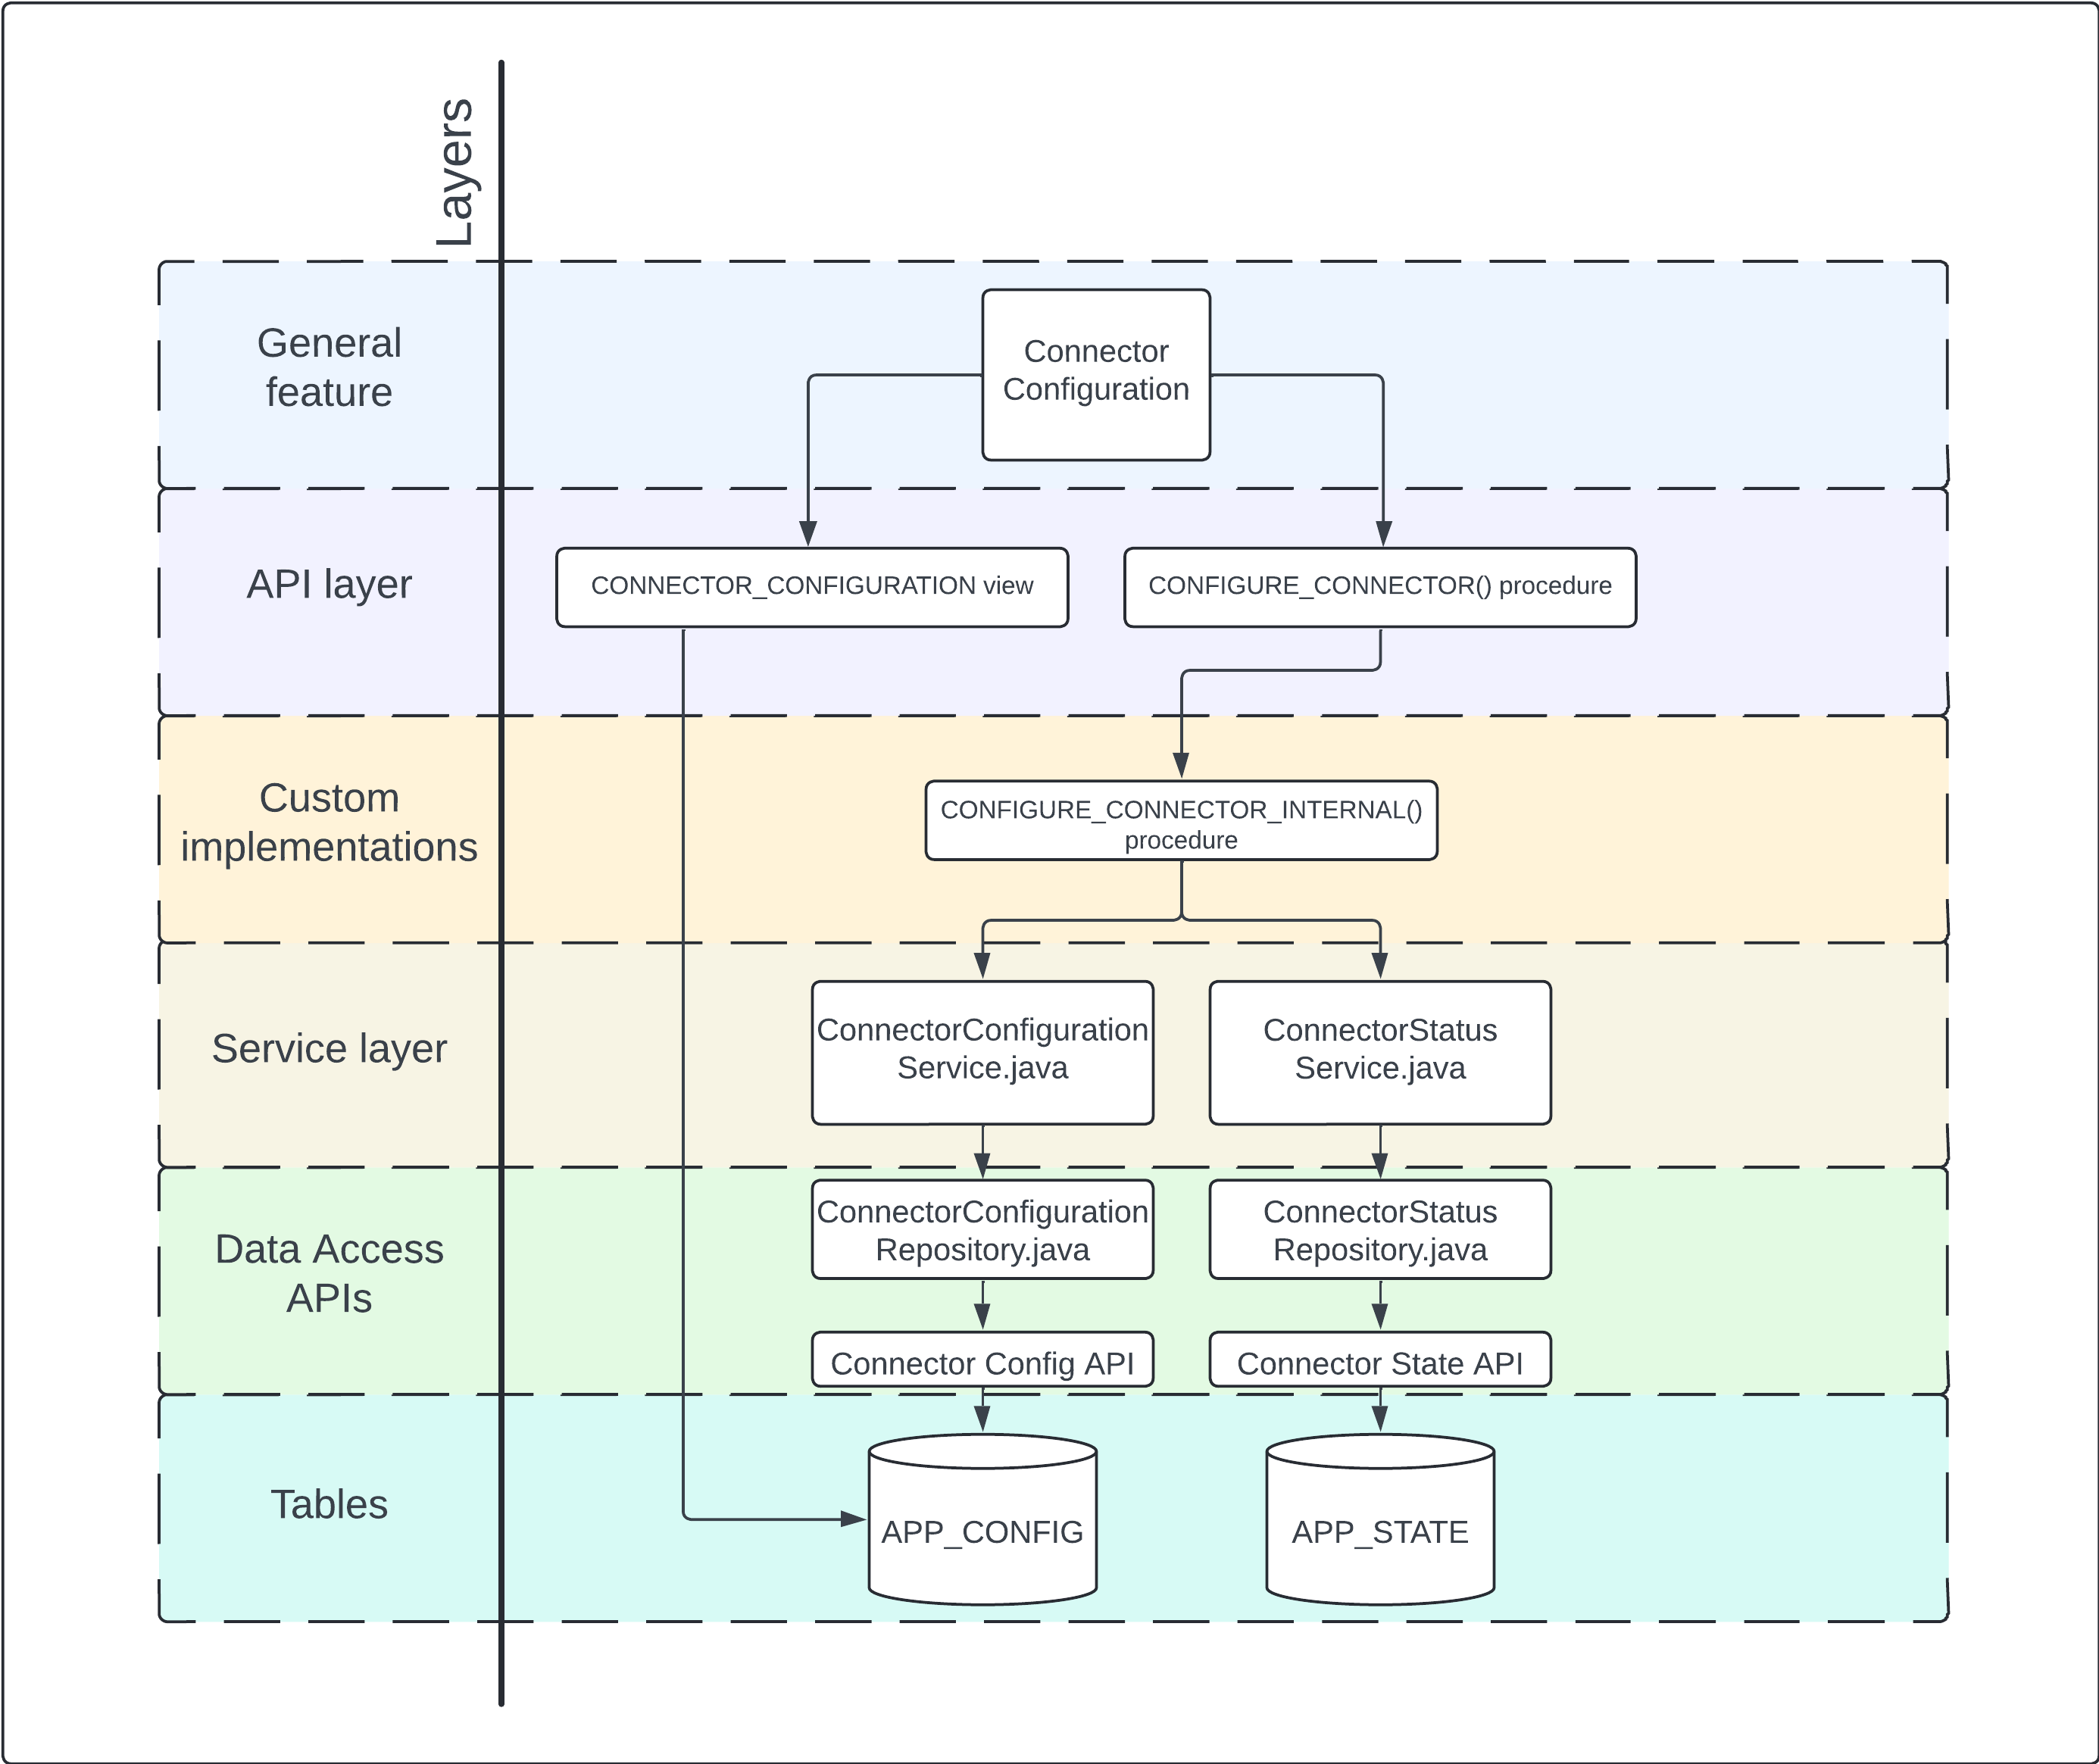 Layers
General
feature
Connector
Configuration
API layer
CONNECTOR_CONFIGURATION view
CONFIGURE_CONNECTOR() procedure
Custom
implementations
CONFIGURE_CONNECTOR_INTERNAL()
procedure
Service layer
ConnectorConfiguration
Service.java
ConnectorStatus
Service.java
Data Access
APIs
ConnectorConfiguration
Repository.java
ConnectorStatus
Repository.java
Connector Config API
Connector State API
Tables
APP_CONFIG
APP_STATE